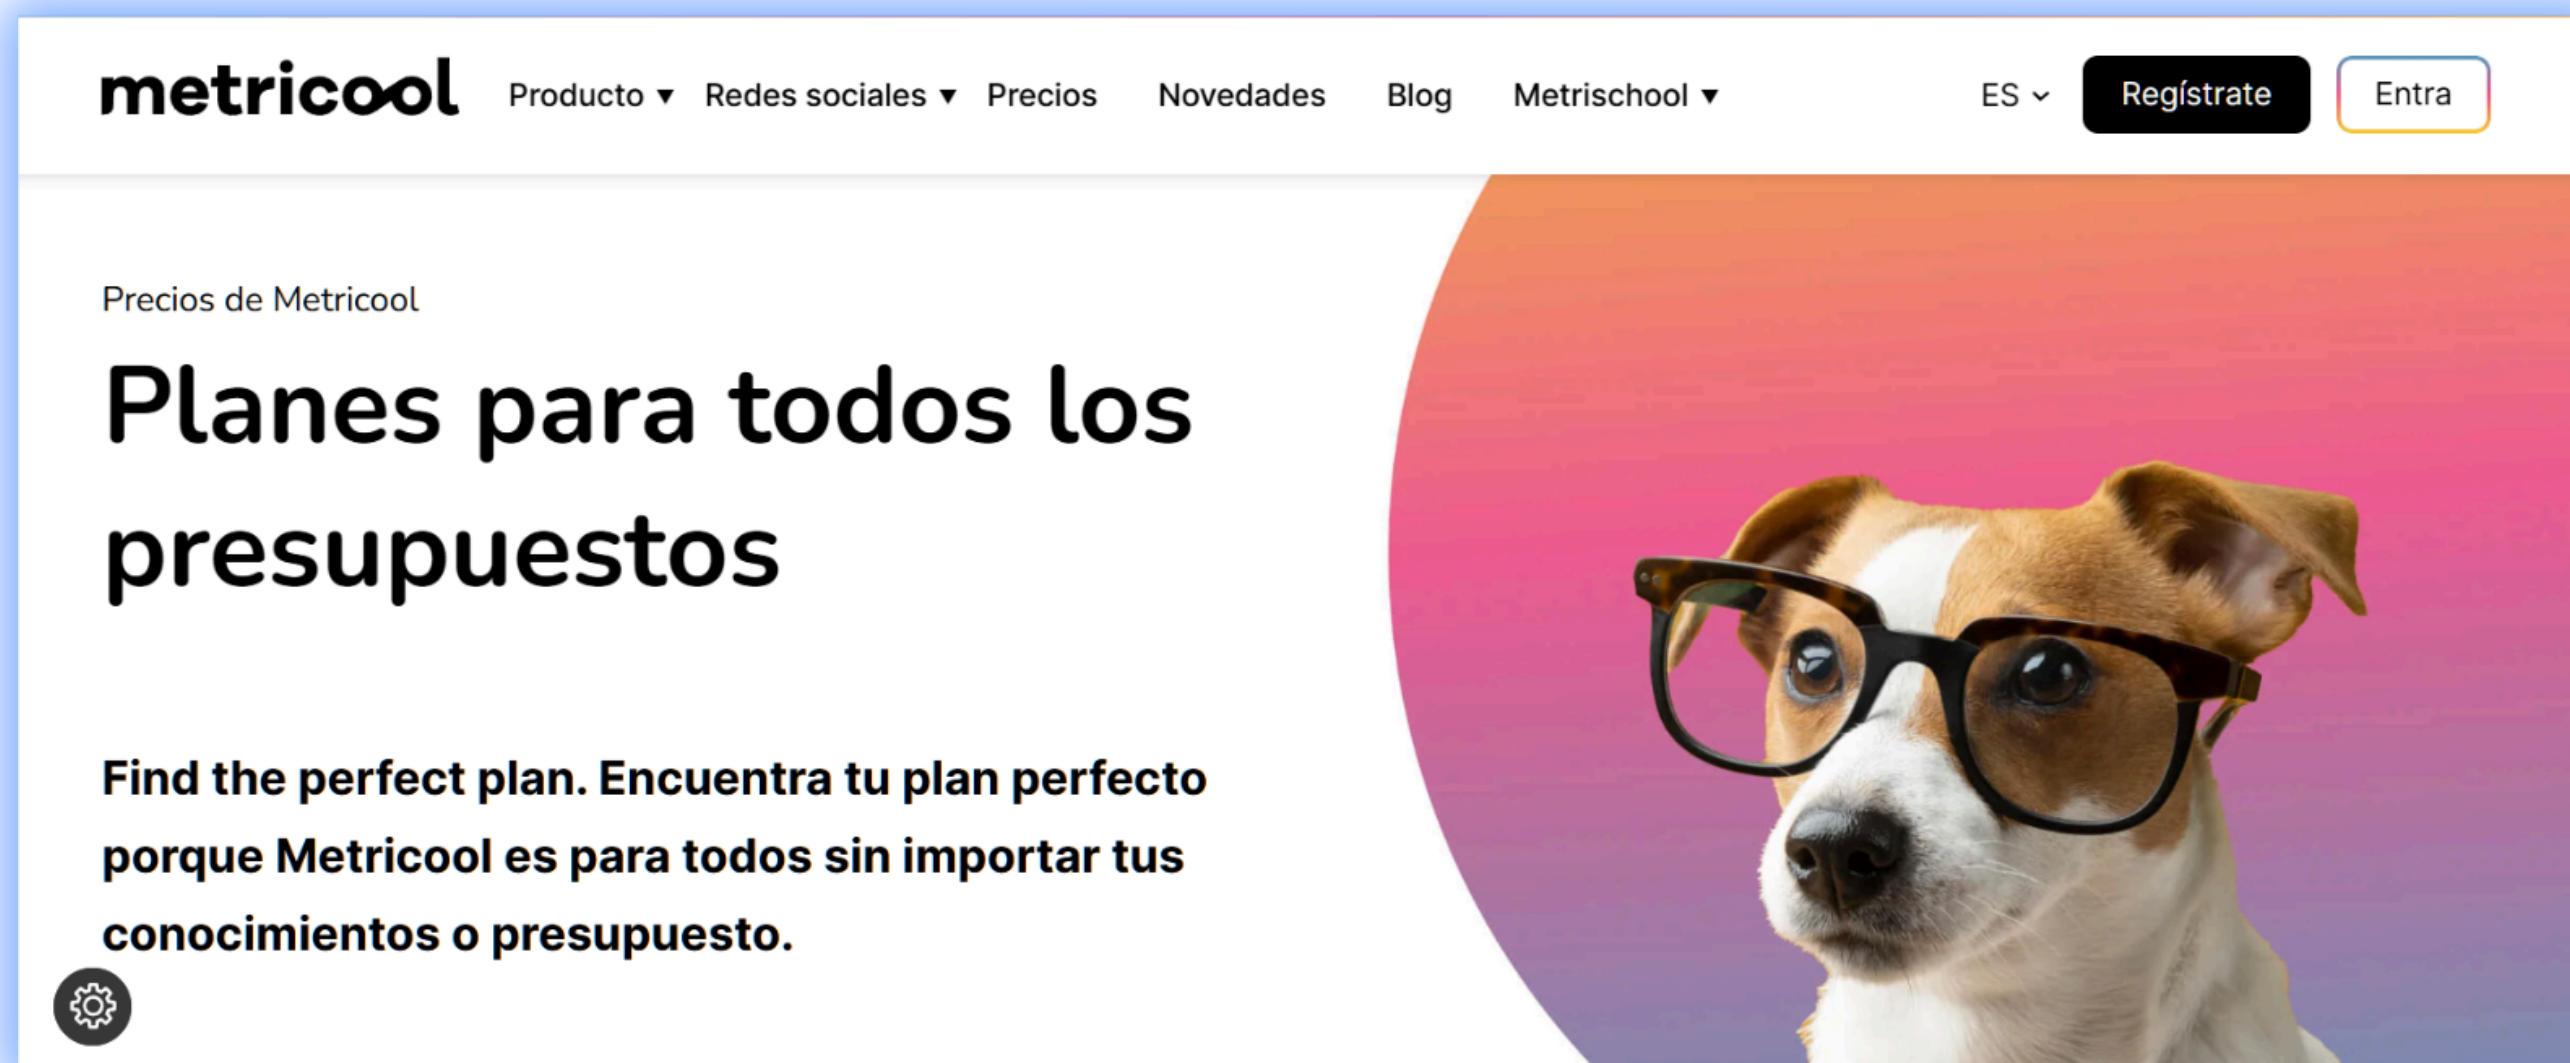 metricool Producto ▼ Redes sociales ▼ Precios Novedades Blog Metrischool ▼ ES Regístrate Entra
Precios de Metricool
Planes para todos los
presupuestos
Find the perfect plan. Encuentra tu plan perfecto
porque Metricool es para todos sin importar tus
conocimientos o presupuesto.